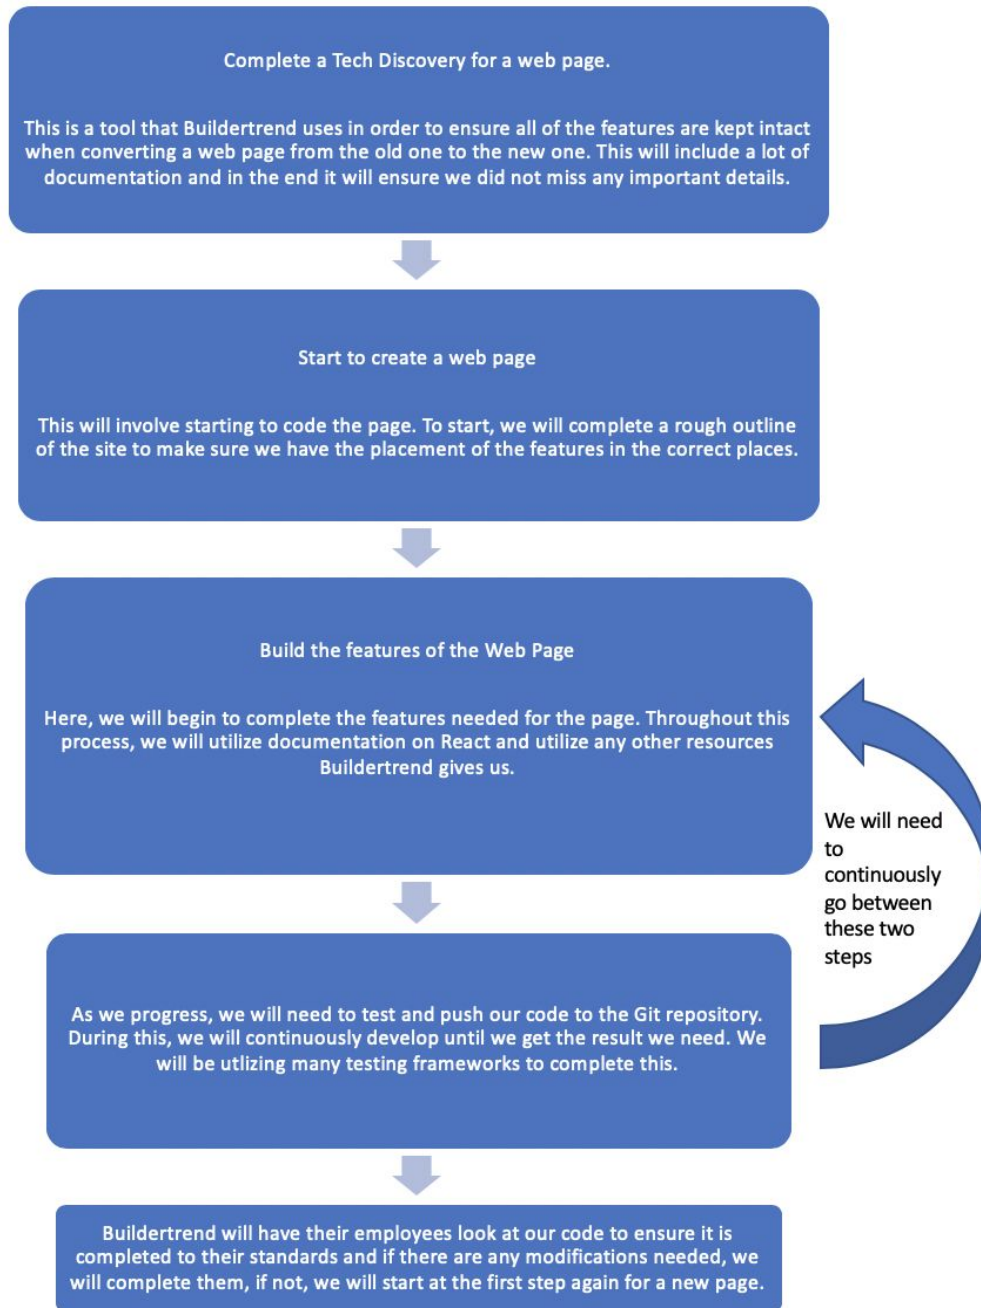 Complete a Tech Discovery for a web page.
This is a tool that Buildertrend uses in order to ensure all of the features are kept intact
when converting a web page from the old one to the new one. This will include a lot of
documentation and in the end it will ensure we did not miss any important details.
Start to create a web page
This will involve starting to code the page. To start, we will complete a rough outline
of the site to make sure we have the placement of the features in the correct places.
Build the features of the Web Page
Here, we will begin to complete the features needed for the page. Throughout this
process, we will utilize documentation on React and utilize any other resources
Buildertrend gives us.
We will need
to
continuously
go between
these two
steps
As we progress, we will need to test and push our code to the Git repository.
During this, we will continuously develop until we get the result we need. We
will be utlizing many testing frameworks to complete this.
Buildertrend will have their employees look at our code to ensure it is
completed to their standards and if there are any modifications needed, we
will complete them, if not, we will start at the first step again for a new page.